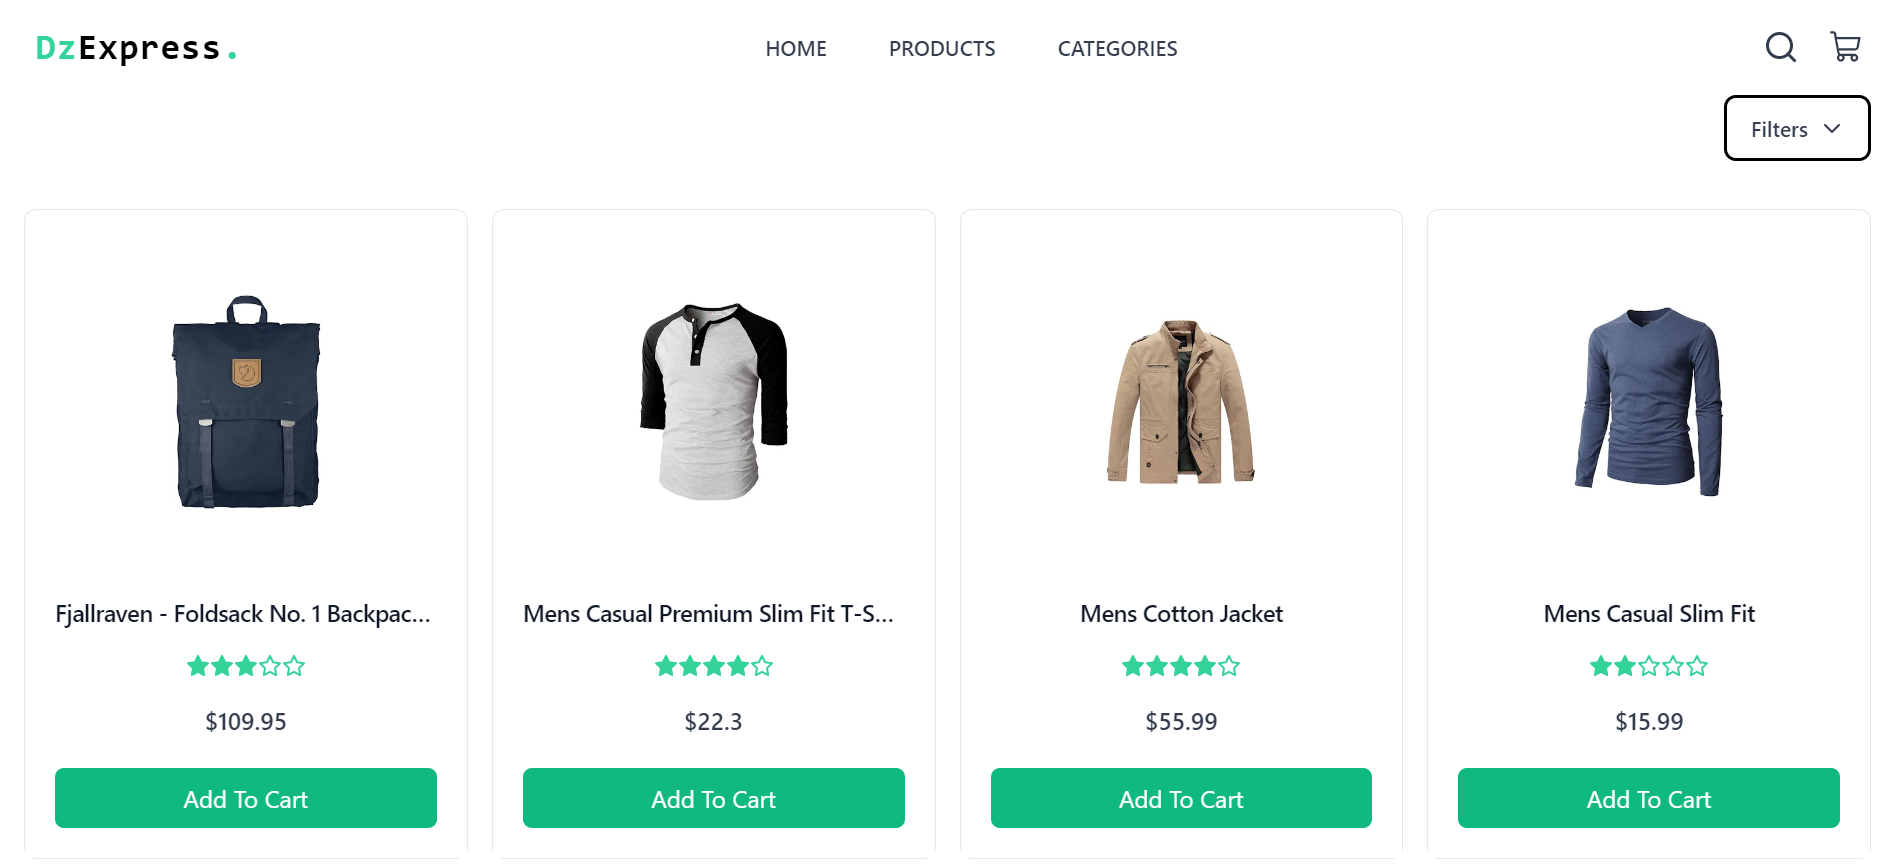 DzExpress.
HOME PRODUCTS CATEGORIES
Filters
Fjallraven - Foldsack No. 1 Backpac...
Mens Casual Premium Slim Fit T-S...
Mens Cotton Jacket
Mens Casual Slim Fit
$109.95
$22.3
$55.99
$15.99
Add To Cart
Add To Cart
Add To Cart
Add To Cart